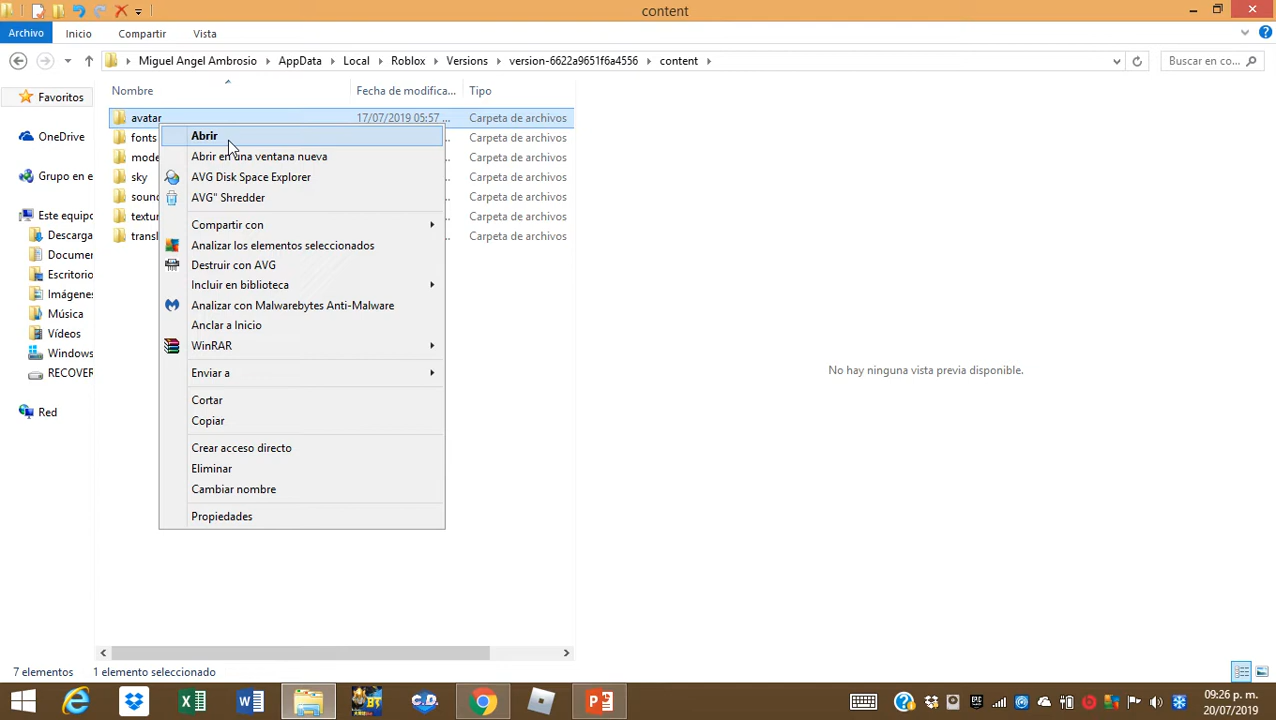 content
Archivo Inicio Compartir Vista
Miguel Angel Ambrosio AppData Local Roblox Versions version-6622a9651f6a4556 content
Buscar en co...
Nombre Fecha de modifica... Tipo
Favoritos
OneDrive
Grupo en e
Este equipo
Descarga
Documen
Escritorio
Imágenes
Música
Vídeos
Windows
RECOVER
Red
avatar 17/07/2019 05:57 ... Carpeta de archivos
fonts Carpeta de archivos
mode Carpeta de archivos
sky Carpeta de archivos
soun Carpeta de archivos
textur Carpeta de archivos
transl Carpeta de archivos
Abrir
Abrir en una ventana nueva
AVG Disk Space Explorer
AVG" Shredder
Compartir con
Analizar los elementos seleccionados
Destruir con AVG
Incluir en biblioteca
Analizar con Malwarebytes Anti-Malware
Anclar a Inicio
WinRAR
Enviar a
Cortar
Copiar
Crear acceso directo
Eliminar
Cambiar nombre
Propiedades
No hay ninguna vista previa disponible.
7 elementos 1 elemento seleccionado
09:26 p. m.
20/07/2019